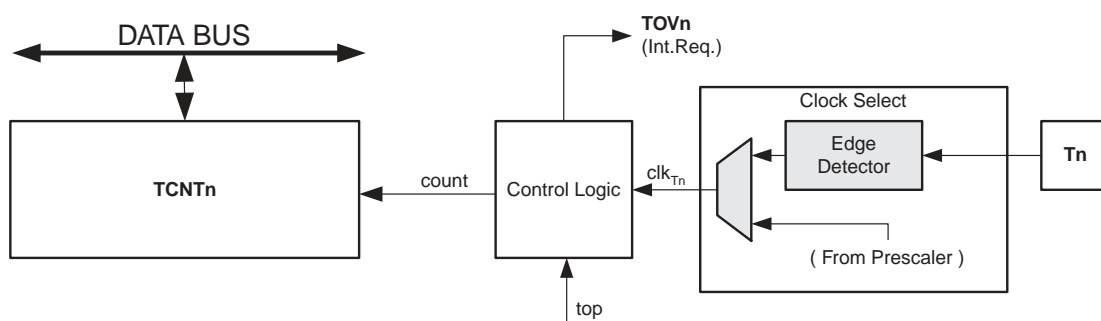 DATA BUS
TOVn
(Int.Req.)
Clock Select
Edge
Detector
Tn
TCNTn
count
Control Logic
clkTn
( From Prescaler )
top